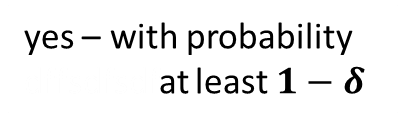 yes – with probability
at least 1 − δ